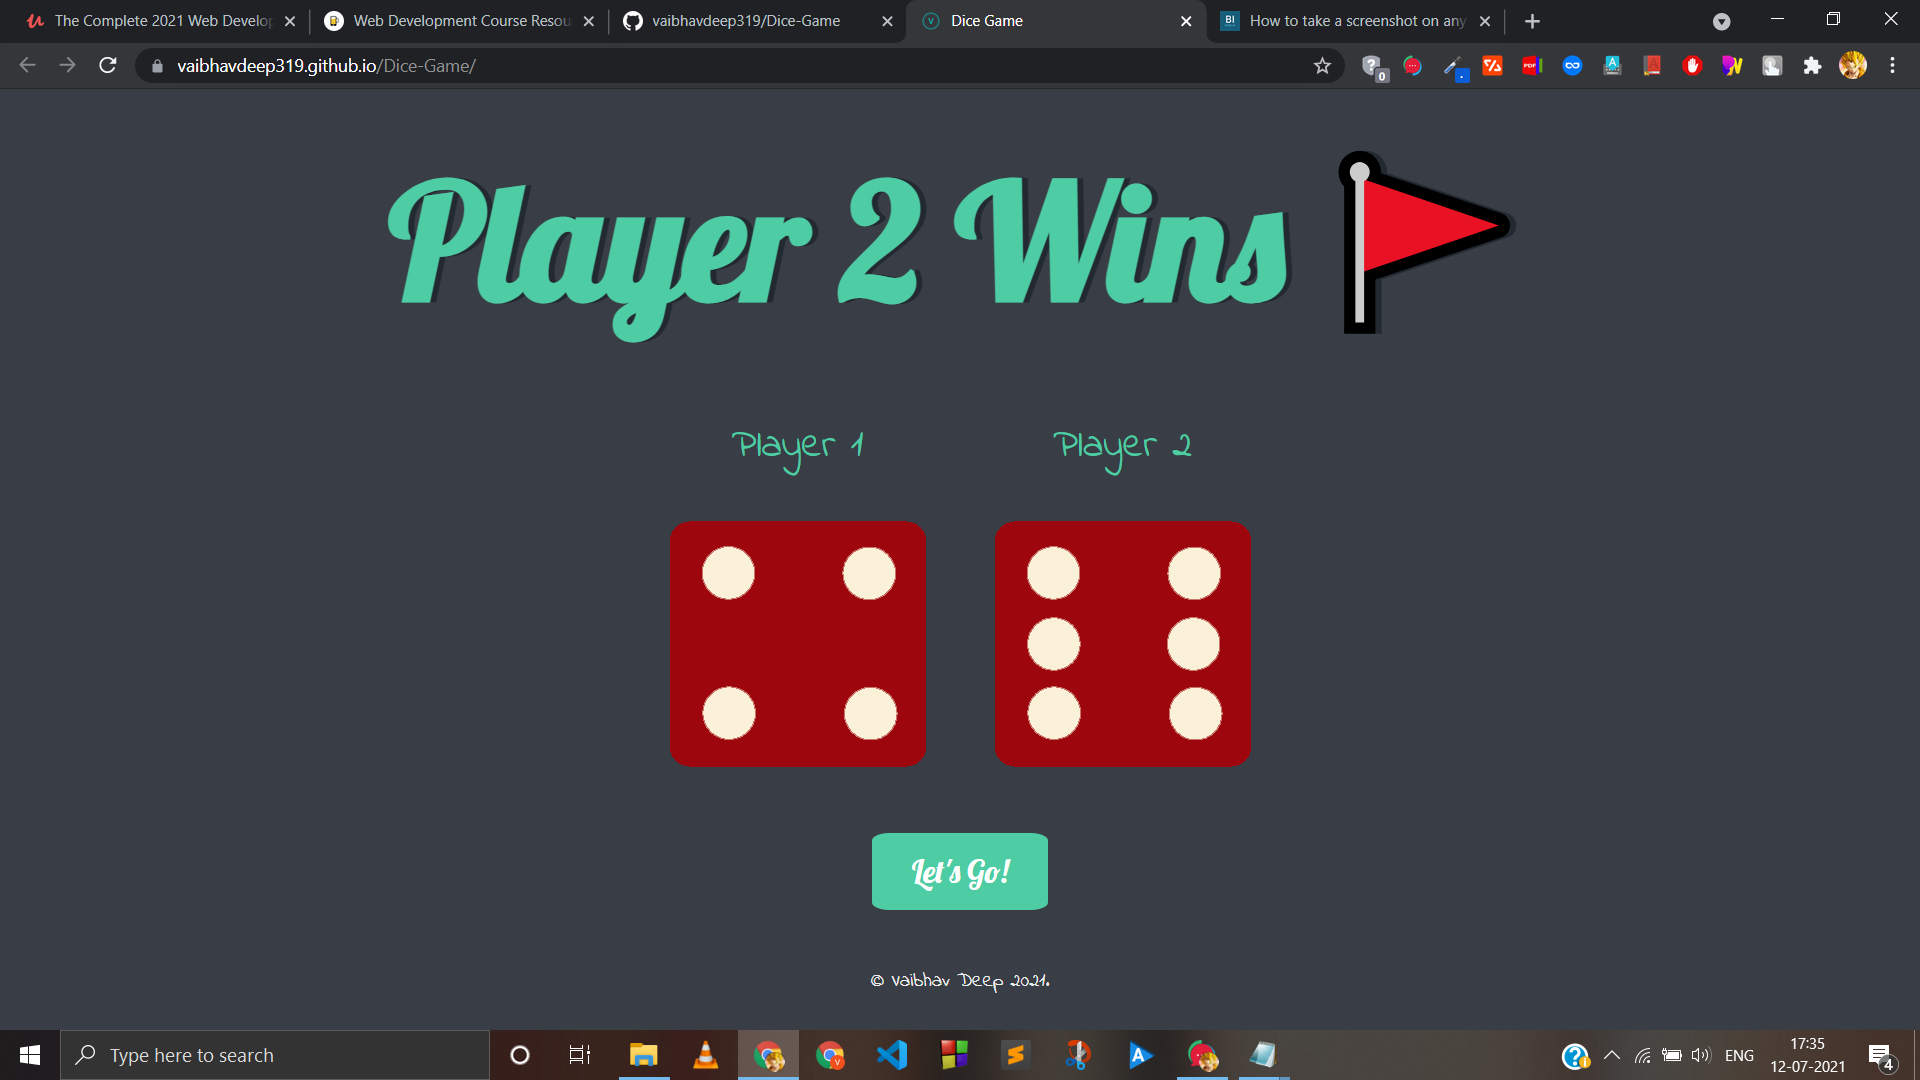 The Complete 2021 Web Develop
Web Development Course Resou
vaibhavdeep319/Dice-Game
Dice Game
How to take a screenshot on any
vaibhavdeep319.github.io/Dice-Game/
Player 2 Wins
Player 1
Player 2
Let's Go!
© Vaibhav Deep 2021.
Type here to search
ENG
17:35
12-07-2021
4